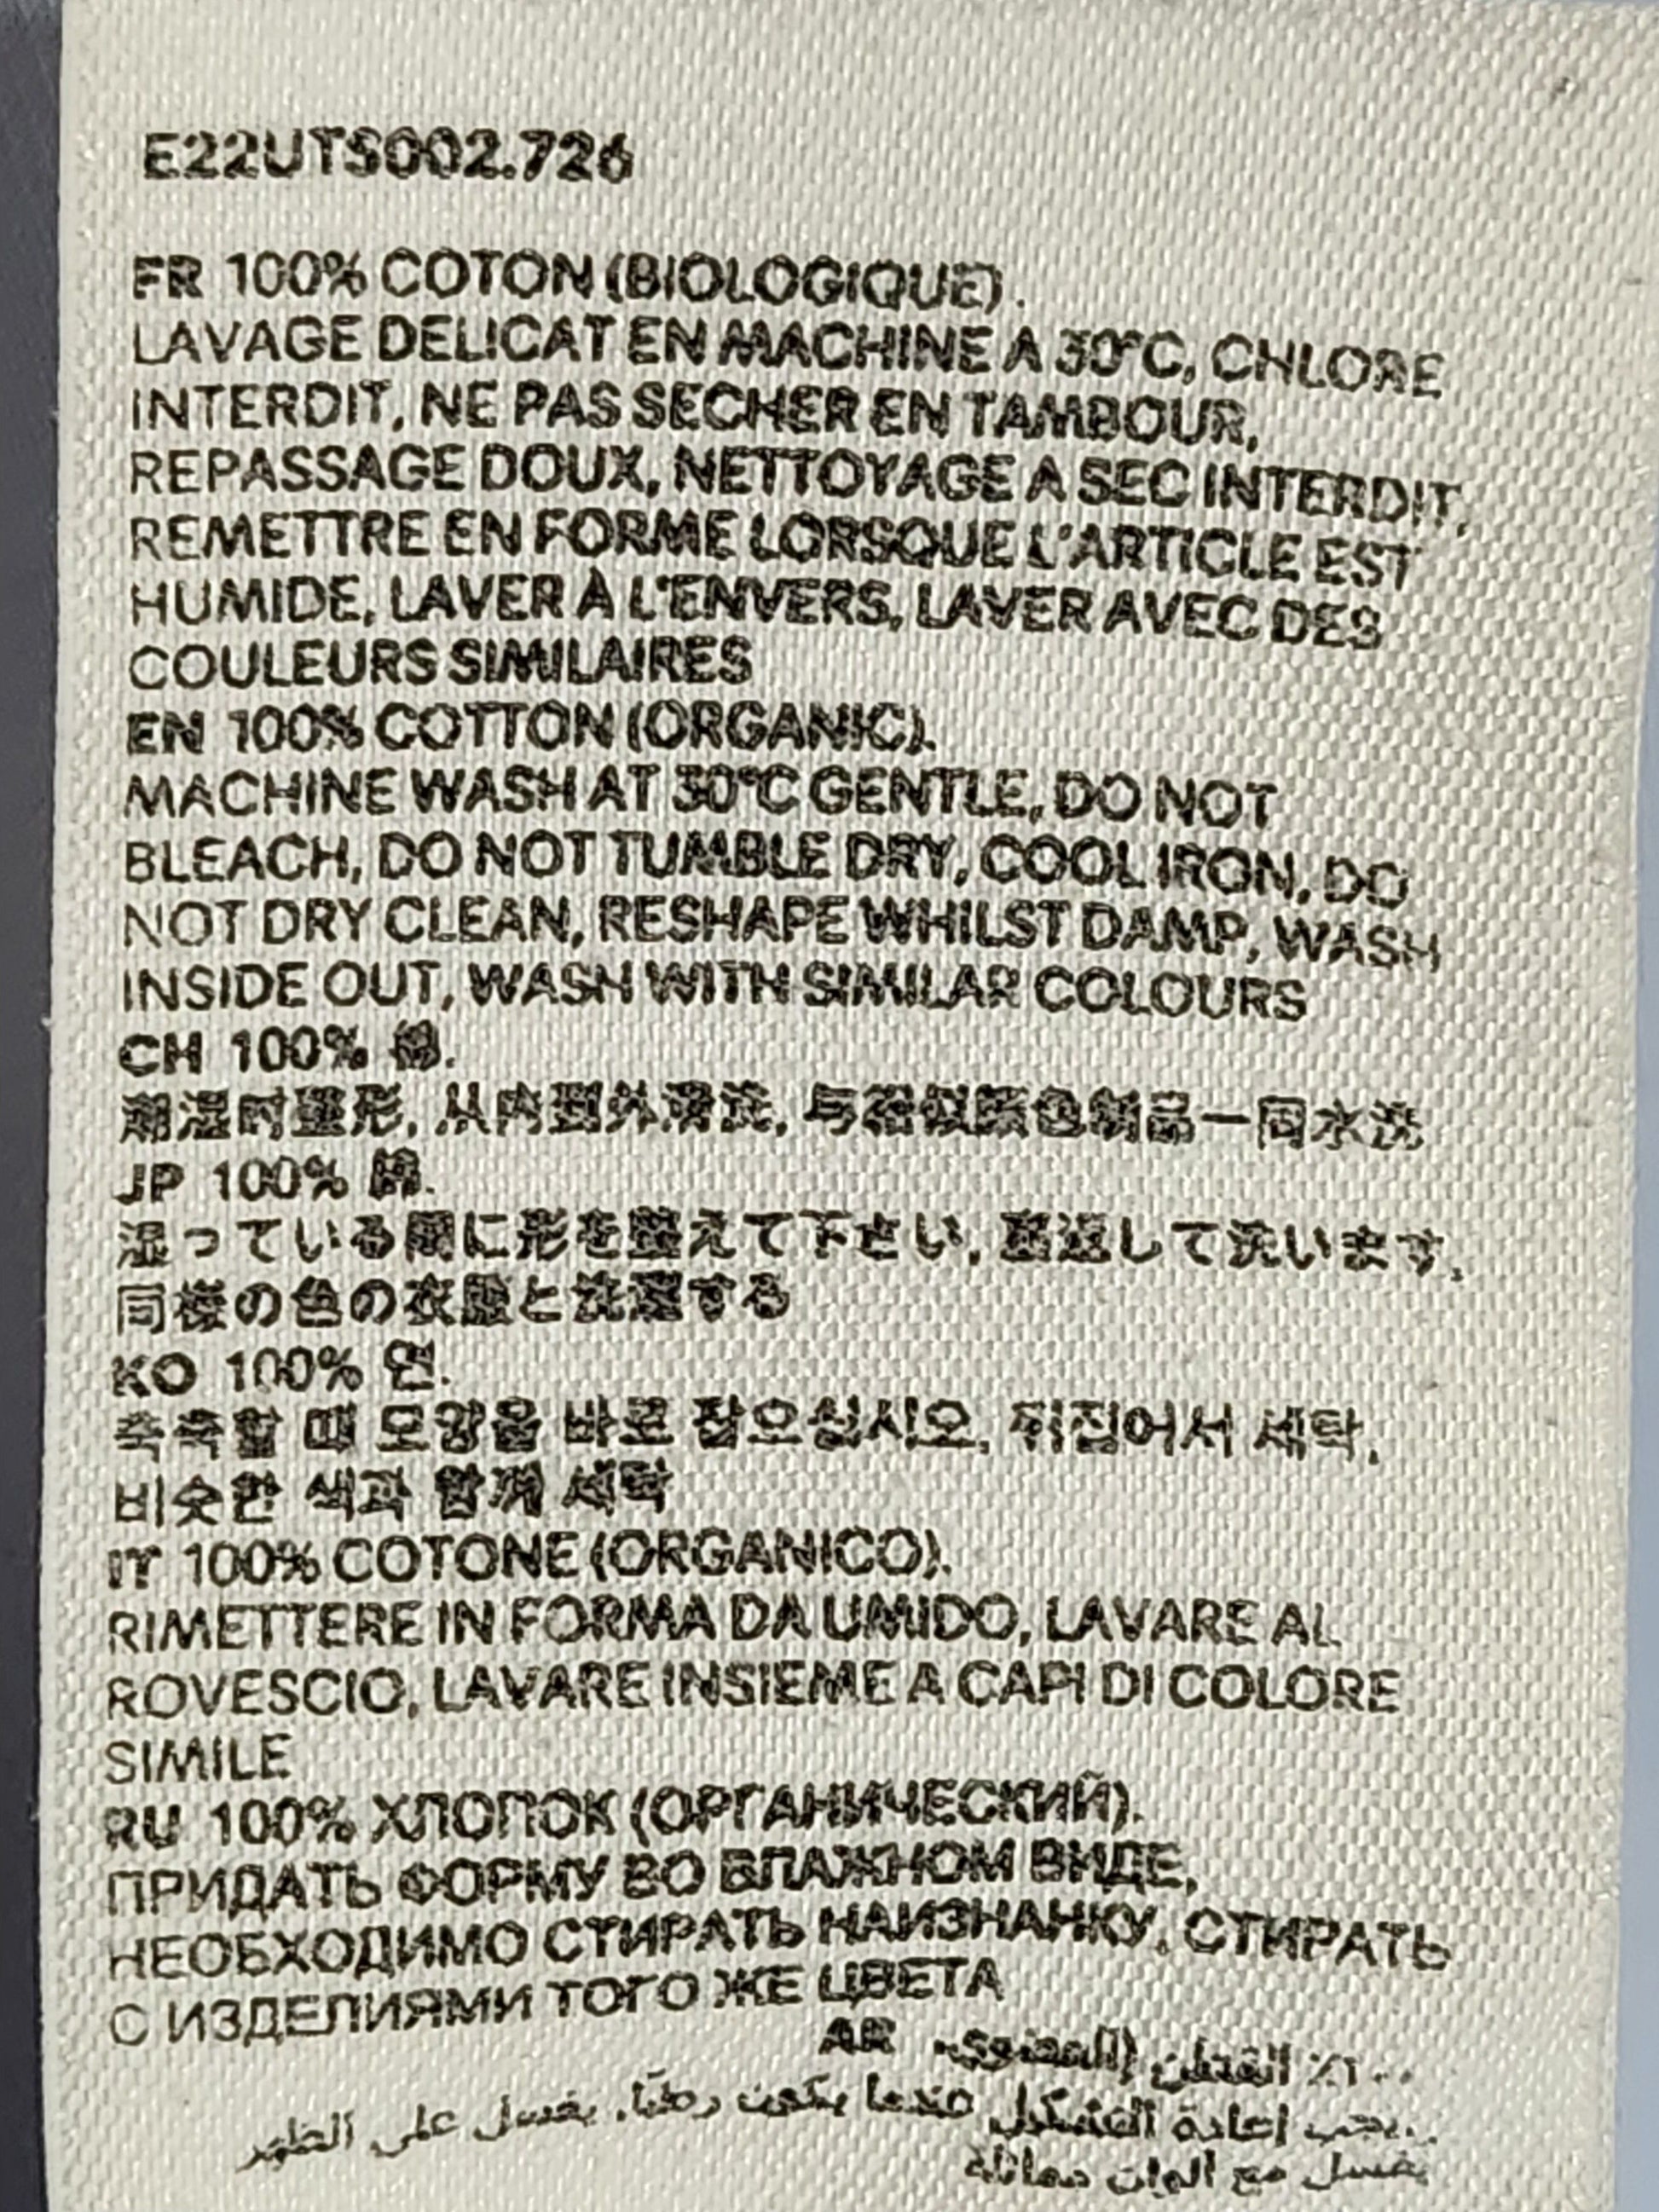 E22UTS002.726
FR 100% COTON (BIOLOGIQUE).
LAVAGE DELICAT EN MACHINE A 30°C, CHLORE
INTERDIT, NE PAS SECHER EN TAMBOUR,
REPASSAGE DOUX, NETTOYAGE A SEC INTERDIT,
REMETTRE EN FORME LORSQUE L'ARTICLE EST
HUMIDE, LAVER À L'ENVERS, LAVER AVEC DES
COULEURS SIMILAIRES
EN 100% COTTON (ORGANIC).
MACHINE WASH AT 30°C GENTLE, DO NOT
BLEACH, DO NOT TUMBLE DRY, COOL IRON, DO
NOT DRY CLEAN, RESHAPE WHILST DAMP, WASH
INSIDE OUT, WASH WITH SIMILAR COLOURS
CH 100% 棉.
潮湿时整形, 从内到外清洗, 与相似颜色物品一同水洗
JP 100% 綿.
湿っている間に形を整えて下さい, 裏返して洗います,
同様の色の衣服と洗濯する
KO 100% 면.
축축할 때 모양을 바로 잡으십시오, 뒤집어서 세탁,
비슷한 색과 함께 세탁
IT 100% COTONE (ORGANICO).
RIMETTERE IN FORMA DA UMIDO, LAVARE AL
ROVESCIO, LAVARE INSIEME A CAPI DI COLORE
SIMILE
RU 100% ХЛОПОК (ОРГАНИЧЕСКИЙ).
ПРИДАТЬ ФОРМУ ВО ВЛАЖНОМ ВИДЕ,
НЕОБХОДИМО СТИРАТЬ НАИЗНАНКУ, СТИРАТЬ
С ИЗДЕЛИЯМИ ТОГО ЖЕ ЦВЕТА
١٠٠٪ القطن (العضوي. AR
يجب إعادة التشكيل عندما يكون رطبًا, يغسل على الظهر
يغسل مع ألوان مماثلة